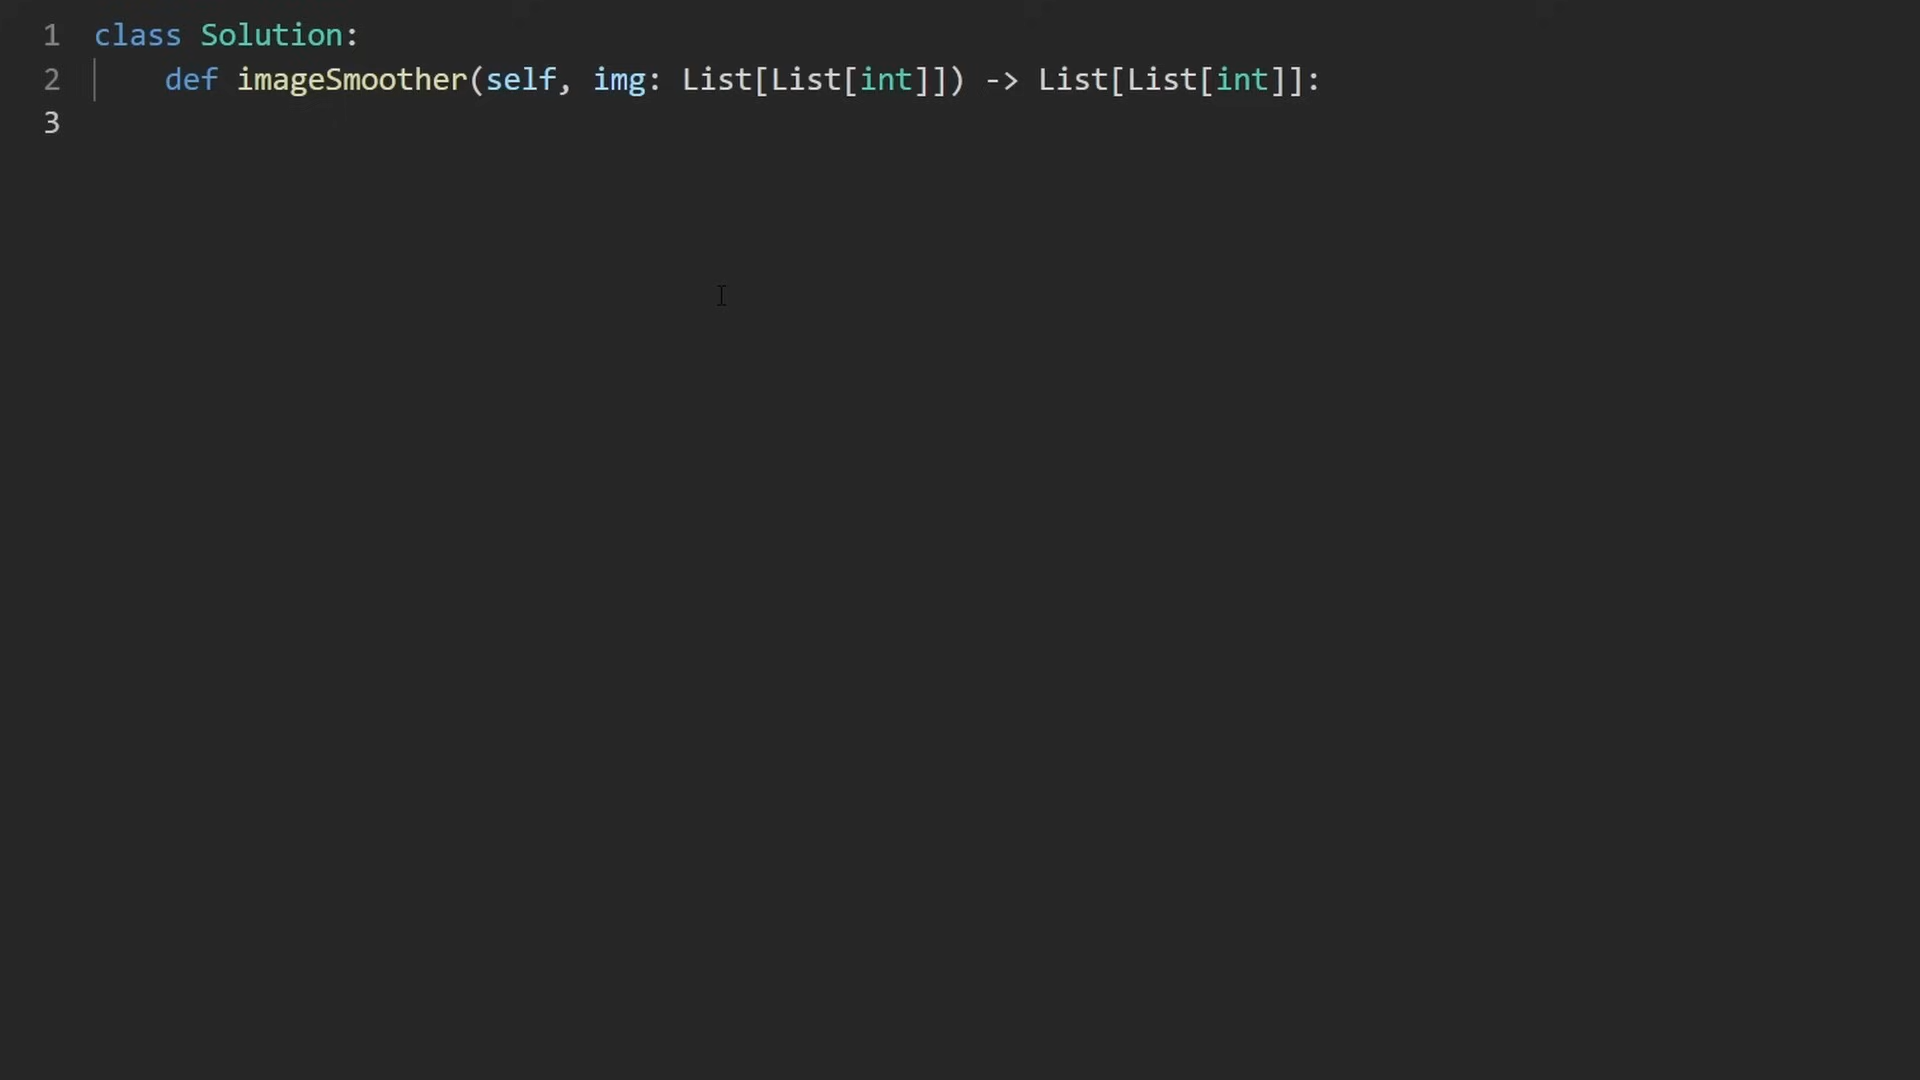 1 class Solution:
2 def imageSmoother(self, img: List[List[int]]) -> List[List[int]]:
3